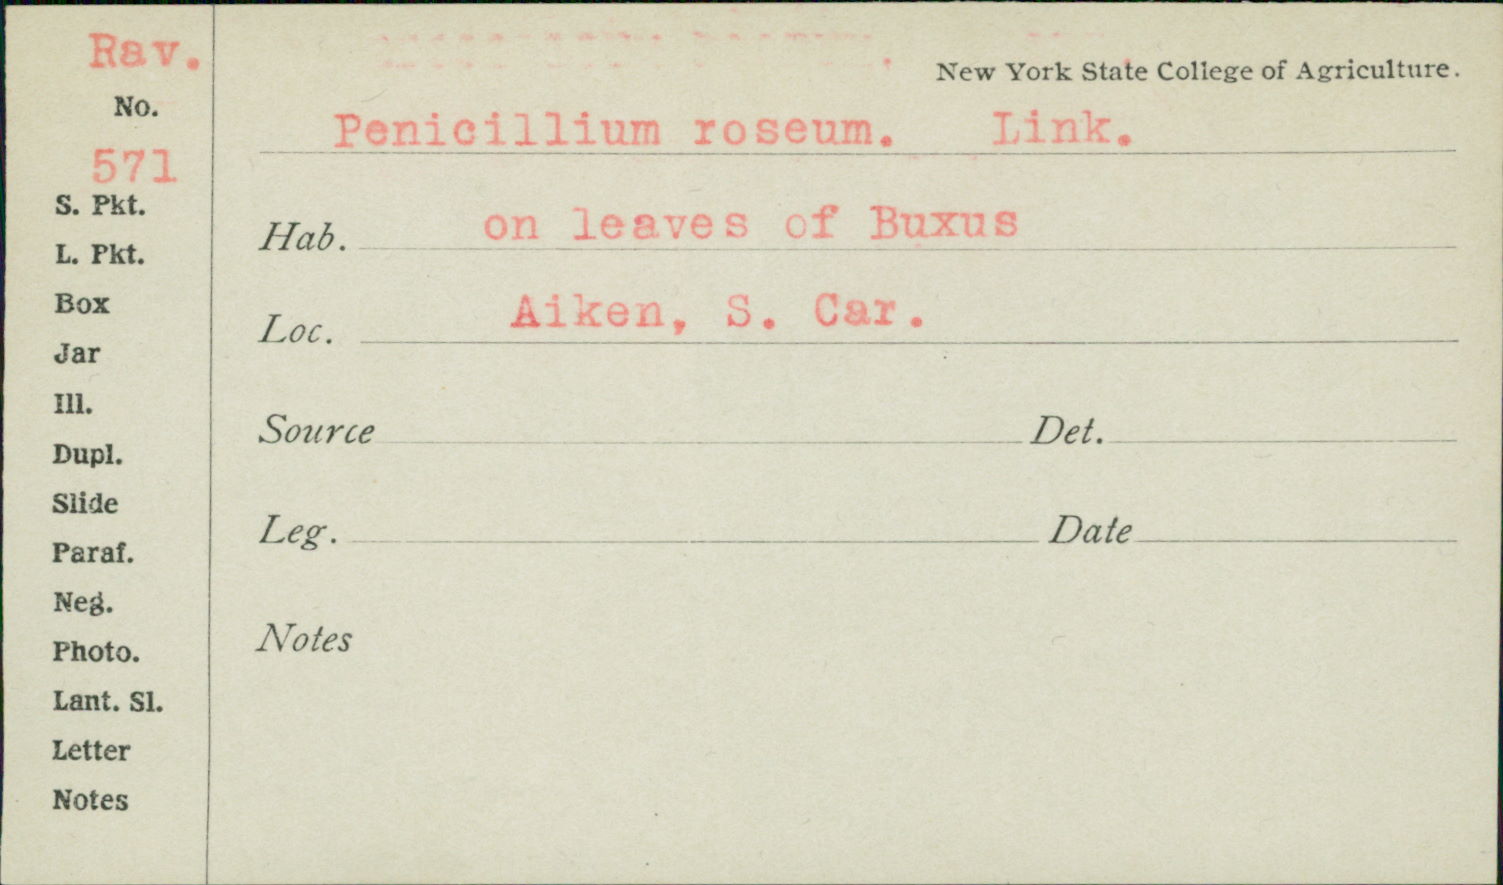 Rav.
No.
571
S. Pkt.
L. Pkt.
Box
Jar
Ill.
Dupl.
Slide
Paraf.
Neg.
Photo.
Lant. Sl.
Letter
Notes
New York State College of Agriculture.
Penicillium roseum. Link.
Hab. on leaves of Buxus
Loc. Aiken, S. Car.
Source Det.
Leg. Date
Notes